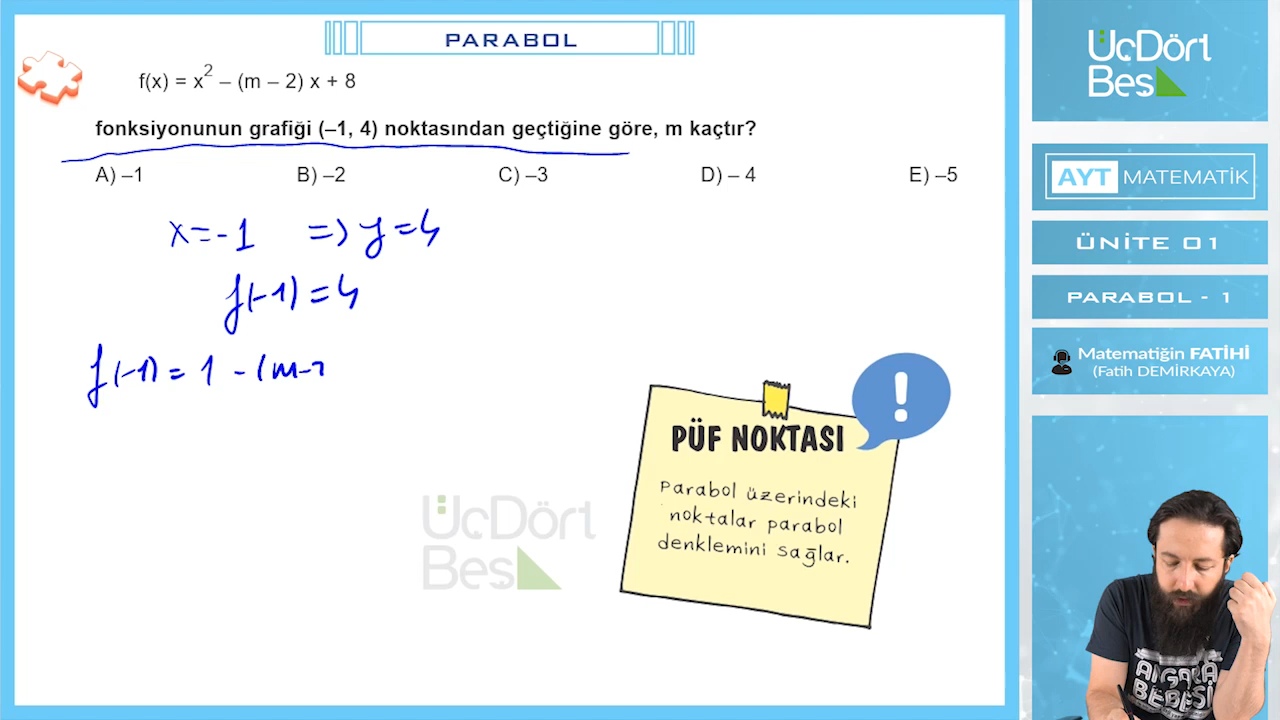 PARABOL
f(x) = x² – (m – 2) x + 8
fonksiyonunun grafiği (–1, 4) noktasından geçtiğine göre, m kaçtır?
A) –1 B) –2 C) –3 D) – 4 E) –5
x = -1 => y = 4
f(-1) = 4
f(-1) = 1 - (m-
PÜF NOKTASI
Parabol üzerindeki
noktalar parabol
denklemini sağlar.
ÜçDört
Beş
ÜçDört
Beş
AYT MATEMATİK
ÜNİTE 01
PARABOL - 1
Matematiğin FATİHİ
(Fatih DEMİRKAYA)
ANGARA
BEBESİ